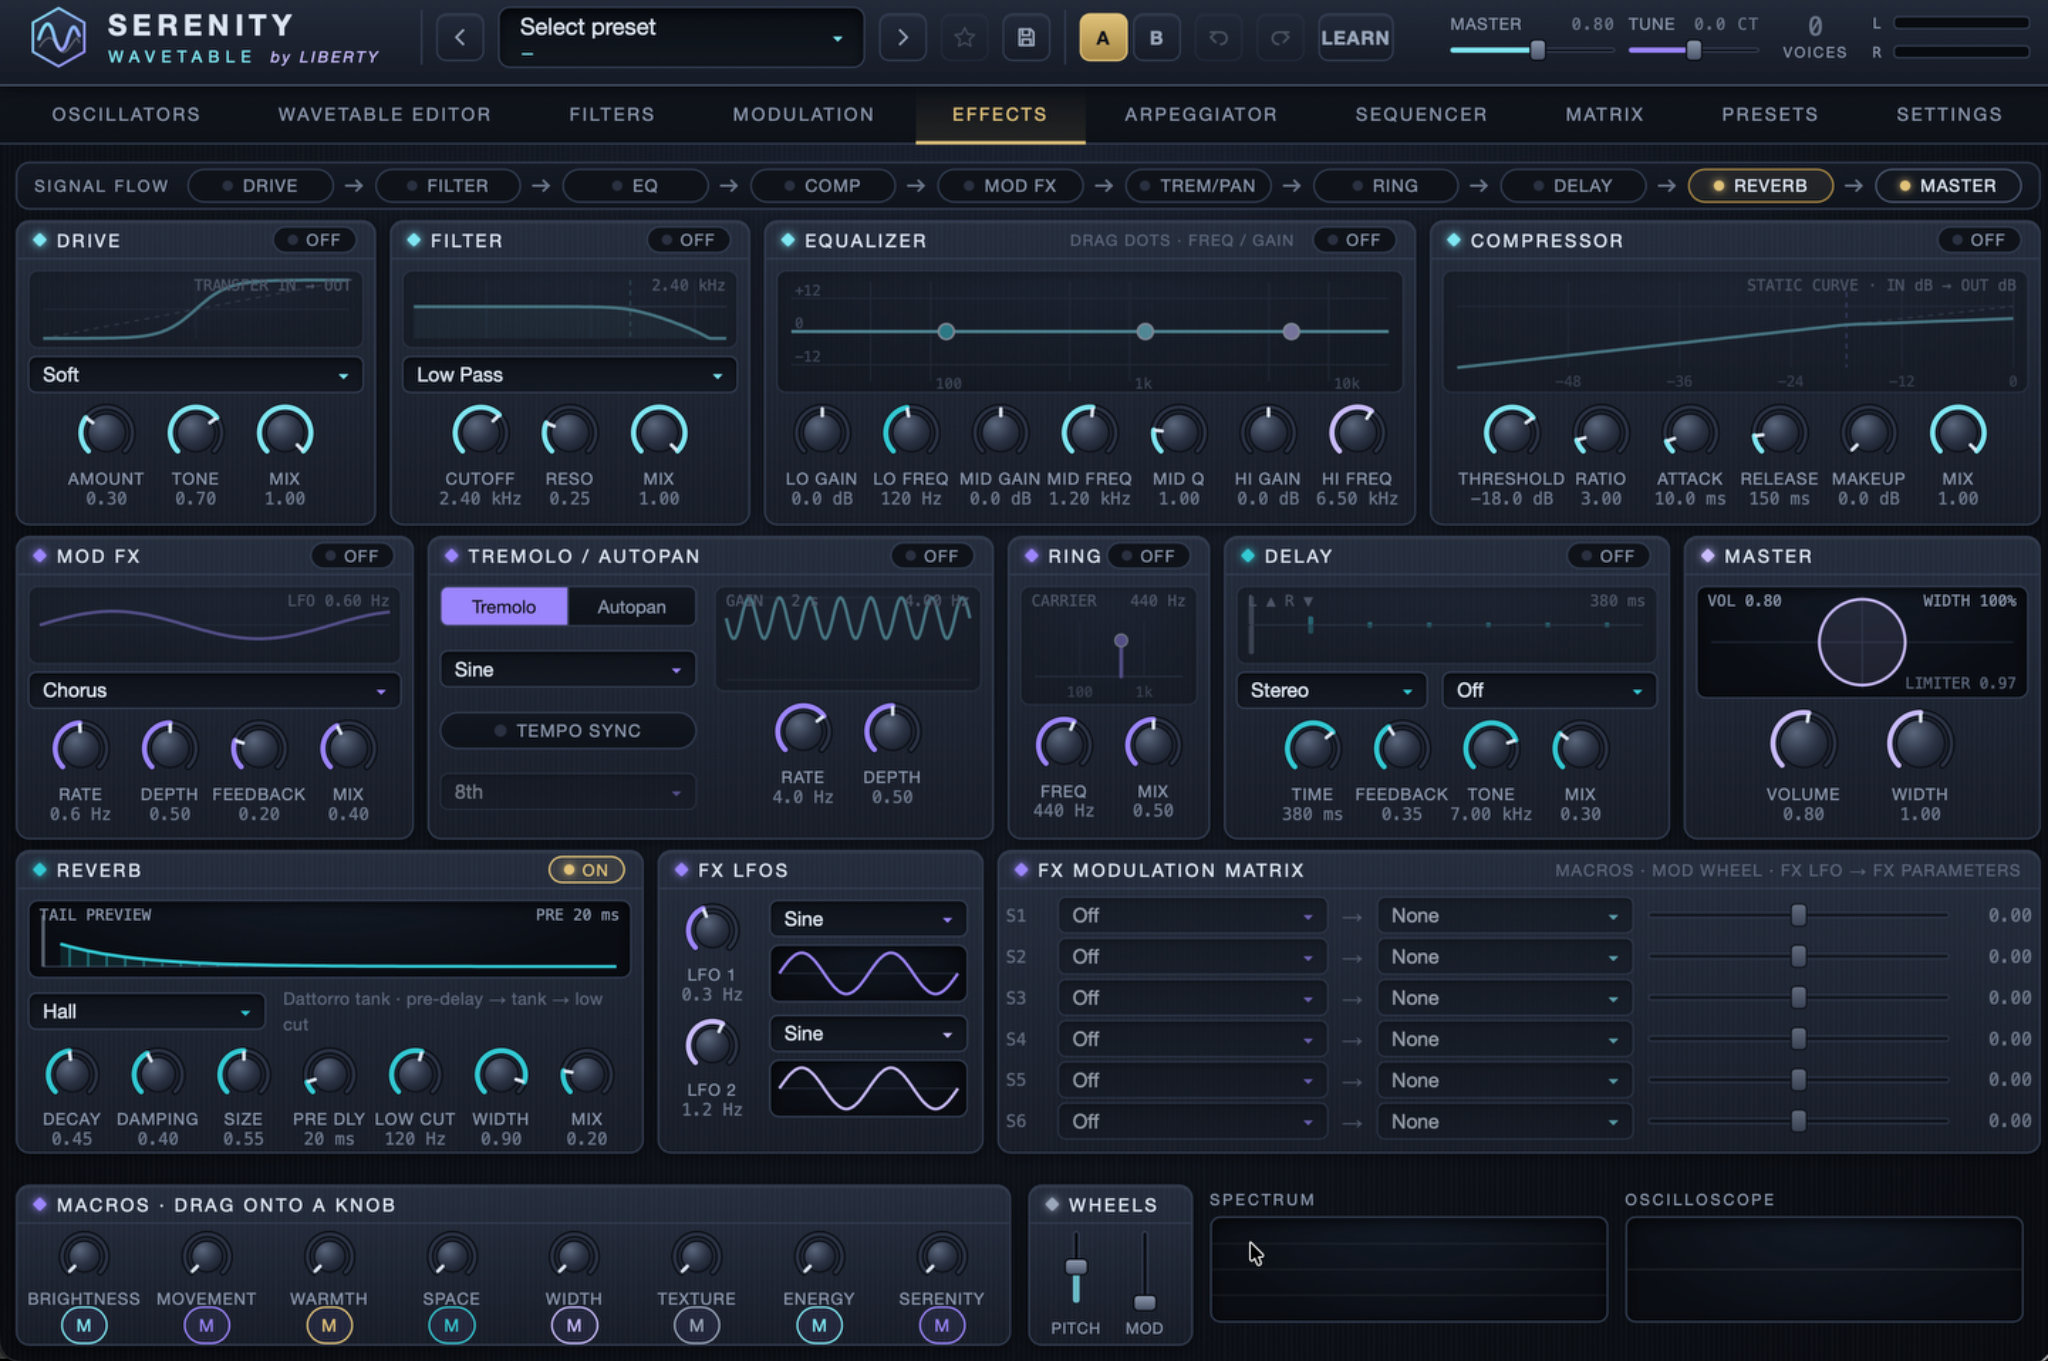 SERENITY
WAVETABLE by LIBERTY
Select preset
–
A
B
LEARN
MASTER 0.80
TUNE 0.0 CT
0
VOICES
L
R
OSCILLATORS WAVETABLE EDITOR FILTERS MODULATION EFFECTS ARPEGGIATOR SEQUENCER MATRIX PRESETS SETTINGS
SIGNAL FLOW DRIVE → FILTER → EQ → COMP → MOD FX → TREM/PAN → RING → DELAY → REVERB → MASTER
DRIVE OFF
TRANSFER IN → OUT
Soft
AMOUNT TONE MIX
0.30 0.70 1.00
FILTER OFF
2.40 kHz
Low Pass
CUTOFF RESO MIX
2.40 kHz 0.25 1.00
EQUALIZER DRAG DOTS · FREQ / GAIN OFF
+12
0
-12
100 1k 10k
LO GAIN LO FREQ MID GAIN MID FREQ MID Q HI GAIN HI FREQ
0.0 dB 120 Hz 0.0 dB 1.20 kHz 1.00 0.0 dB 6.50 kHz
COMPRESSOR OFF
STATIC CURVE · IN dB → OUT dB
-48 -36 -24 -12 0
THRESHOLD RATIO ATTACK RELEASE MAKEUP MIX
-18.0 dB 3.00 10.0 ms 150 ms 0.0 dB 1.00
MOD FX OFF
LFO 0.60 Hz
Chorus
RATE DEPTH FEEDBACK MIX
0.6 Hz 0.50 0.20 0.40
TREMOLO / AUTOPAN OFF
Tremolo Autopan
GAIN · 2 s 4.00 Hz
Sine
TEMPO SYNC
8th
RATE DEPTH
4.0 Hz 0.50
RING OFF
CARRIER 440 Hz
100 1k
FREQ MIX
440 Hz 0.50
DELAY OFF
L ▲ R ▼ 380 ms
Stereo Off
TIME FEEDBACK TONE MIX
380 ms 0.35 7.00 kHz 0.30
MASTER
VOL 0.80 WIDTH 100%
LIMITER 0.97
VOLUME WIDTH
0.80 1.00
REVERB ON
TAIL PREVIEW PRE 20 ms
Hall
Dattorro tank · pre-delay → tank → low
cut
DECAY DAMPING SIZE PRE DLY LOW CUT WIDTH MIX
0.45 0.40 0.55 20 ms 120 Hz 0.90 0.20
FX LFOS
Sine
LFO 1
0.3 Hz
Sine
LFO 2
1.2 Hz
FX MODULATION MATRIX MACROS · MOD WHEEL · FX LFO → FX PARAMETERS
S1 Off → None 0.00
S2 Off → None 0.00
S3 Off → None 0.00
S4 Off → None 0.00
S5 Off → None 0.00
S6 Off → None 0.00
MACROS · DRAG ONTO A KNOB
BRIGHTNESS MOVEMENT WARMTH SPACE WIDTH TEXTURE ENERGY SERENITY
M M M M M M M M
WHEELS
PITCH MOD
SPECTRUM
OSCILLOSCOPE